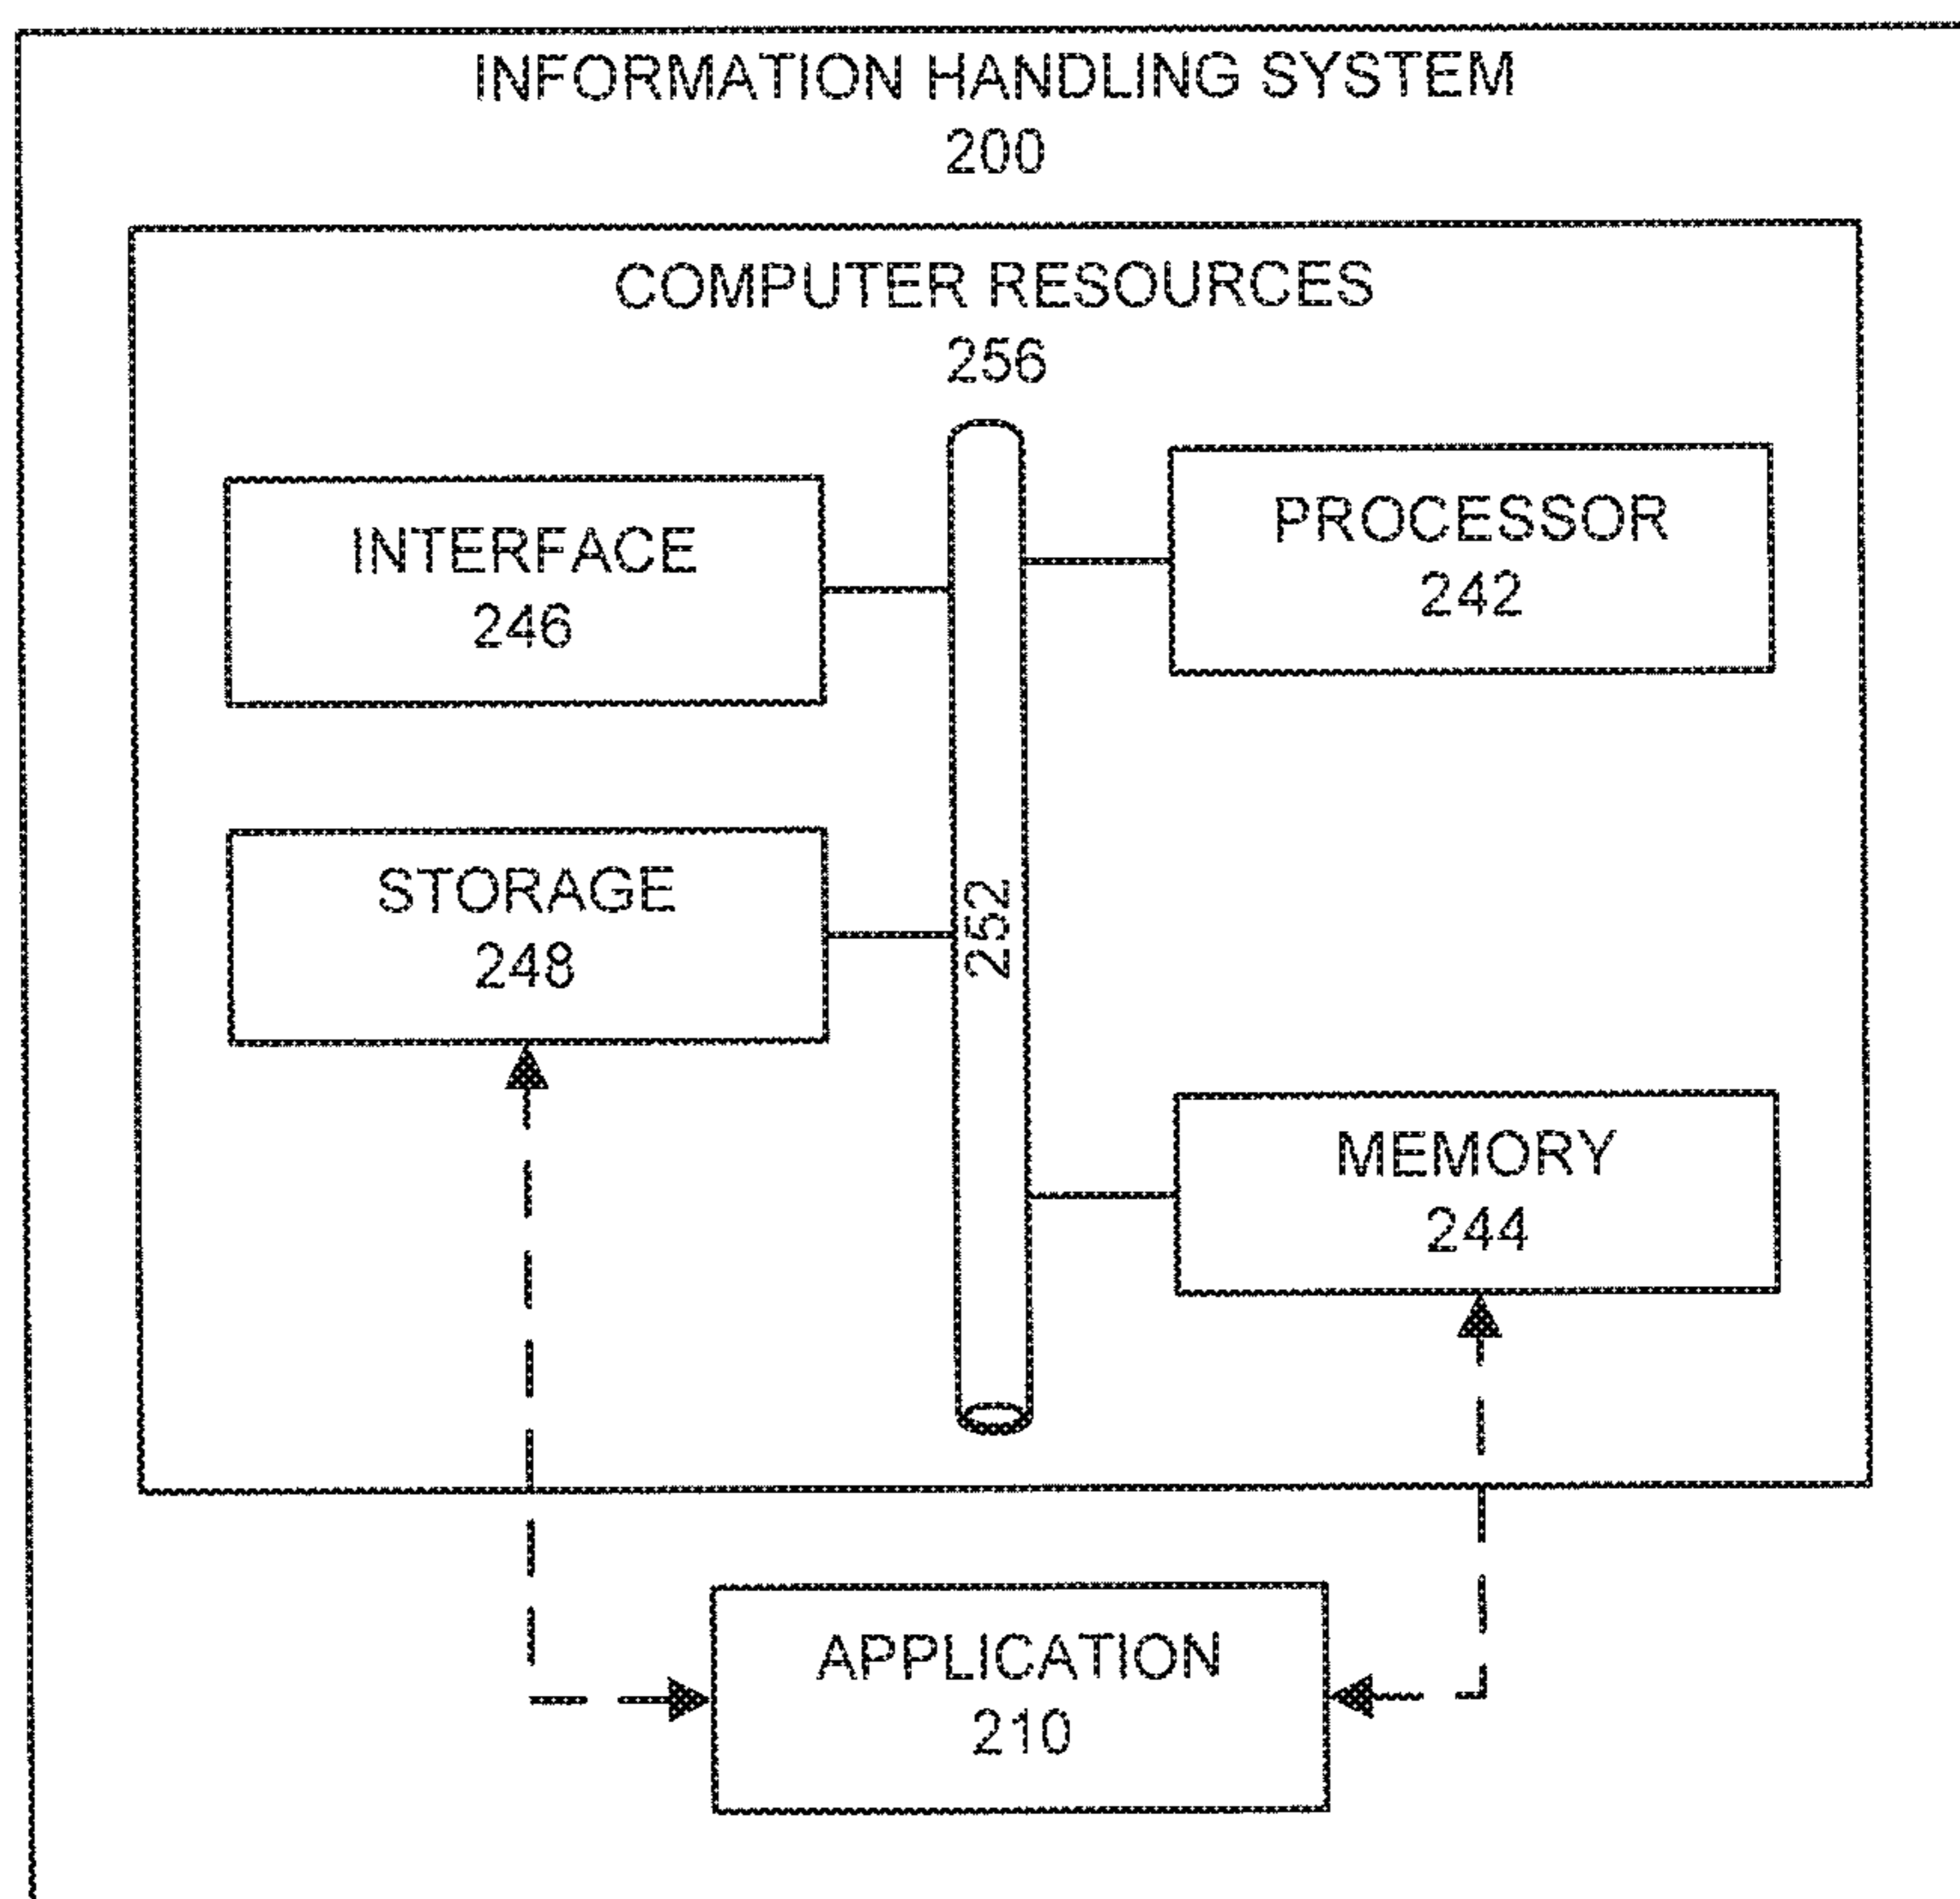 INFORMATION HANDLING SYSTEM
200
COMPUTER RESOURCES
256
INTERFACE
246
PROCESSOR
242
STORAGE
248
252
MEMORY
244
APPLICATION
210